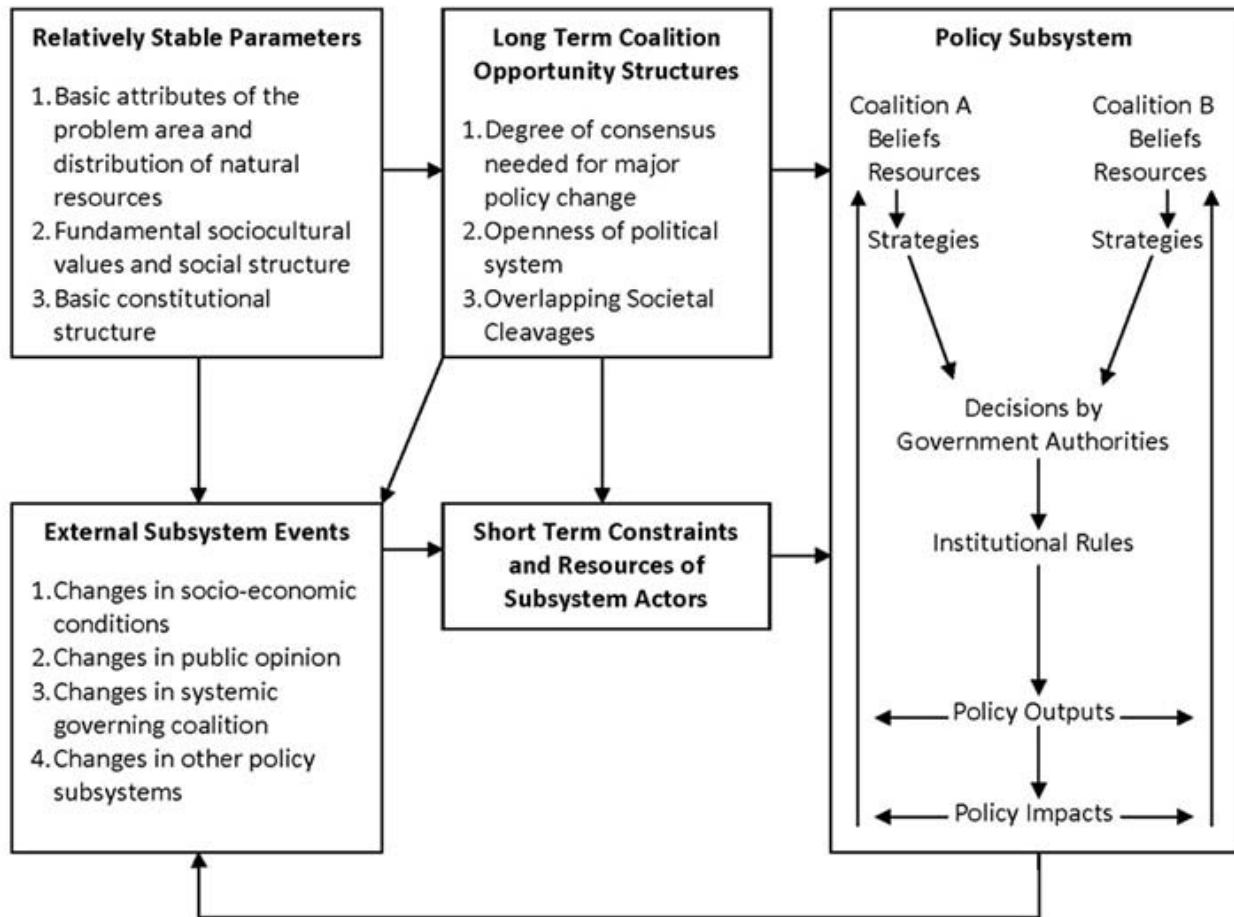 Relatively Stable Parameters
1. Basic attributes of the
problem area and
distribution of natural
resources
2. Fundamental sociocultural
values and social structure
3. Basic constitutional
structure
Long Term Coalition
Opportunity Structures
1. Degree of consensus
needed for major
policy change
2. Openness of political
system
3. Overlapping Societal
Cleavages
Policy Subsystem
Coalition A
Beliefs
Resources
Strategies
Coalition B
Beliefs
Resources
Strategies
Decisions by
Government Authorities
Institutional Rules
Policy Outputs
Policy Impacts
External Subsystem Events
1. Changes in socio-economic
conditions
2. Changes in public opinion
3. Changes in systemic
governing coalition
4. Changes in other policy
subsystems
Short Term Constraints
and Resources of
Subsystem Actors